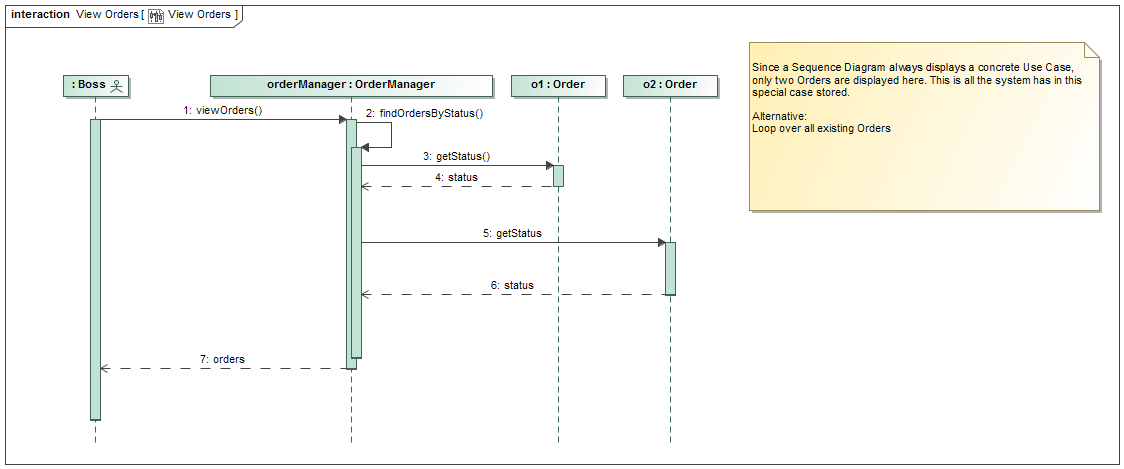 interaction View Orders [ View Orders ]
: Boss
orderManager : OrderManager
o1 : Order
o2 : Order
1: viewOrders()
2: findOrdersByStatus()
3: getStatus()
4: status
5: getStatus
6: status
7: orders
Since a Sequence Diagram always displays a concrete Use Case,
only two Orders are displayed here. This is all the system has in this
special case stored.
Alternative:
Loop over all existing Orders